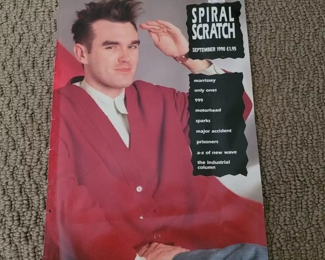 SPIRAL
SCRATCH
SEPTEMBER 1990 £1.95
morrissey
only ones
999
motorhead
sparks
major accident
prisoners
a-z of new wave
the industrial
column